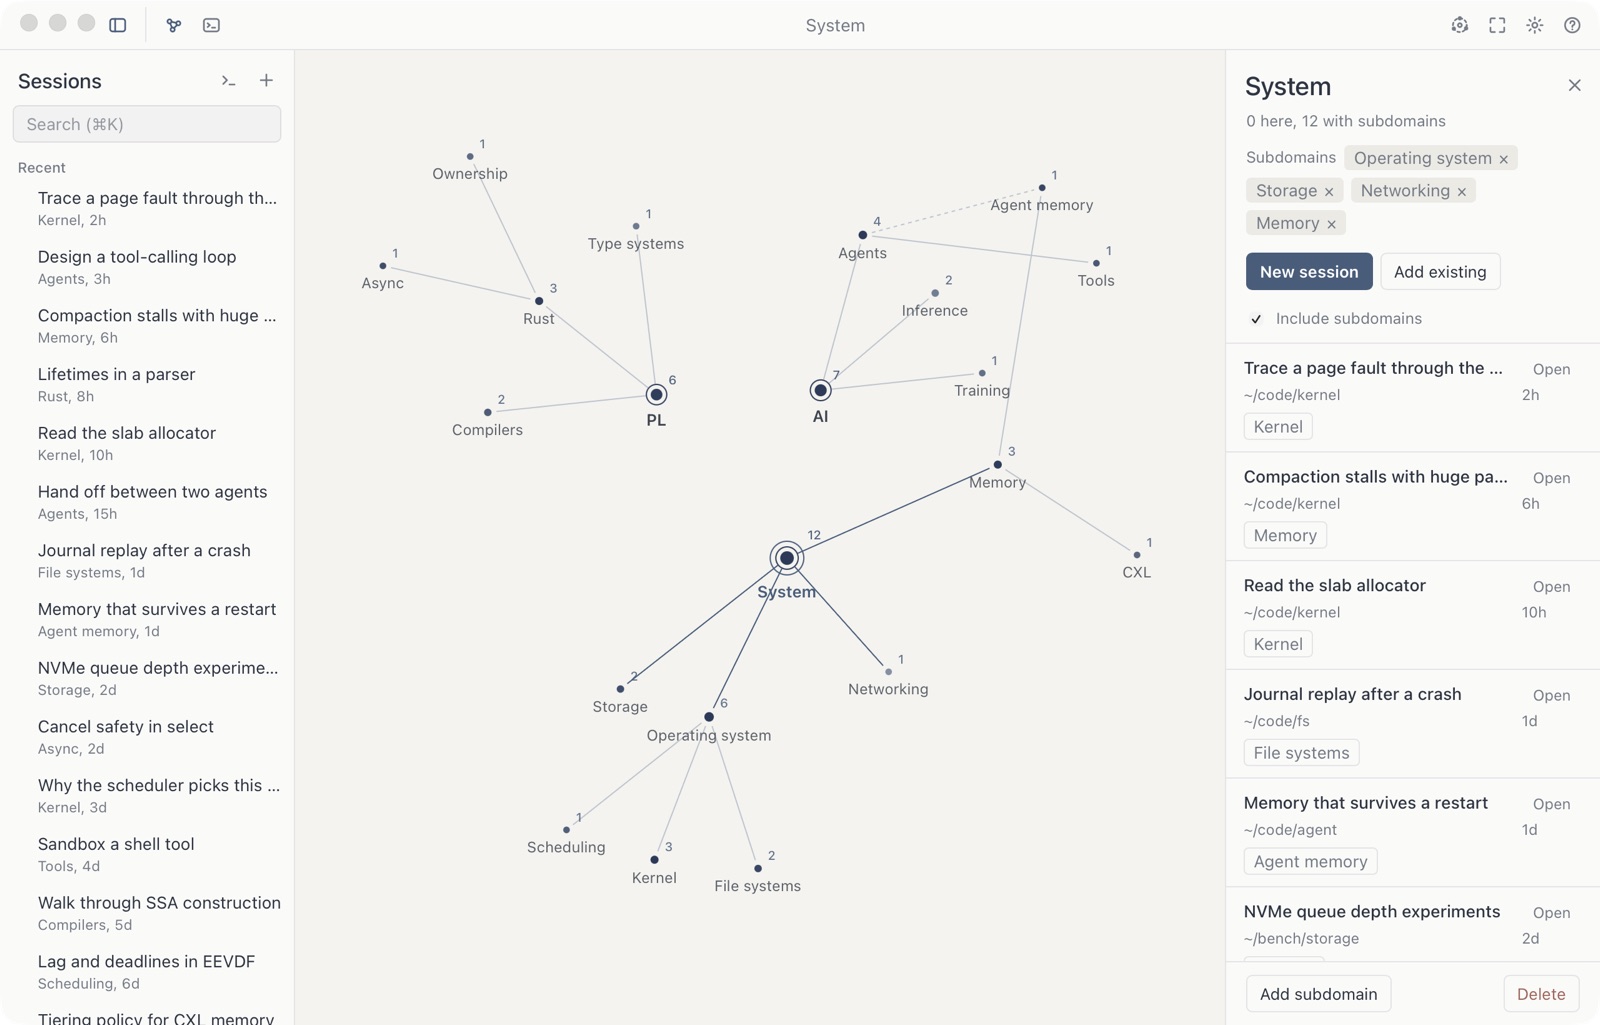 System
Sessions
Search (⌘K)
Recent
Trace a page fault through th...
Kernel, 2h
Design a tool-calling loop
Agents, 3h
Compaction stalls with huge ...
Memory, 6h
Lifetimes in a parser
Rust, 8h
Read the slab allocator
Kernel, 10h
Hand off between two agents
Agents, 15h
Journal replay after a crash
File systems, 1d
Memory that survives a restart
Agent memory, 1d
NVMe queue depth experime...
Storage, 2d
Cancel safety in select
Async, 2d
Why the scheduler picks this ...
Kernel, 3d
Sandbox a shell tool
Tools, 4d
Walk through SSA construction
Compilers, 5d
Lag and deadlines in EEVDF
Scheduling, 6d
Tiering policy for CXL memory
1
Ownership
1
Type systems
1
Async
3
Rust
6
PL
2
Compilers
1
Agent memory
4
Agents
1
Tools
2
Inference
1
Training
7
AI
3
Memory
1
CXL
12
System
2
Storage
6
Operating system
1
Networking
1
Scheduling
3
Kernel
2
File systems
System
0 here, 12 with subdomains
Subdomains Operating system ×
Storage × Networking ×
Memory ×
New session Add existing
Include subdomains
Trace a page fault through the ... Open
~/code/kernel 2h
Kernel
Compaction stalls with huge pa... Open
~/code/kernel 6h
Memory
Read the slab allocator Open
~/code/kernel 10h
Kernel
Journal replay after a crash Open
~/code/fs 1d
File systems
Memory that survives a restart Open
~/code/agent 1d
Agent memory
NVMe queue depth experiments Open
~/bench/storage 2d
Add subdomain Delete